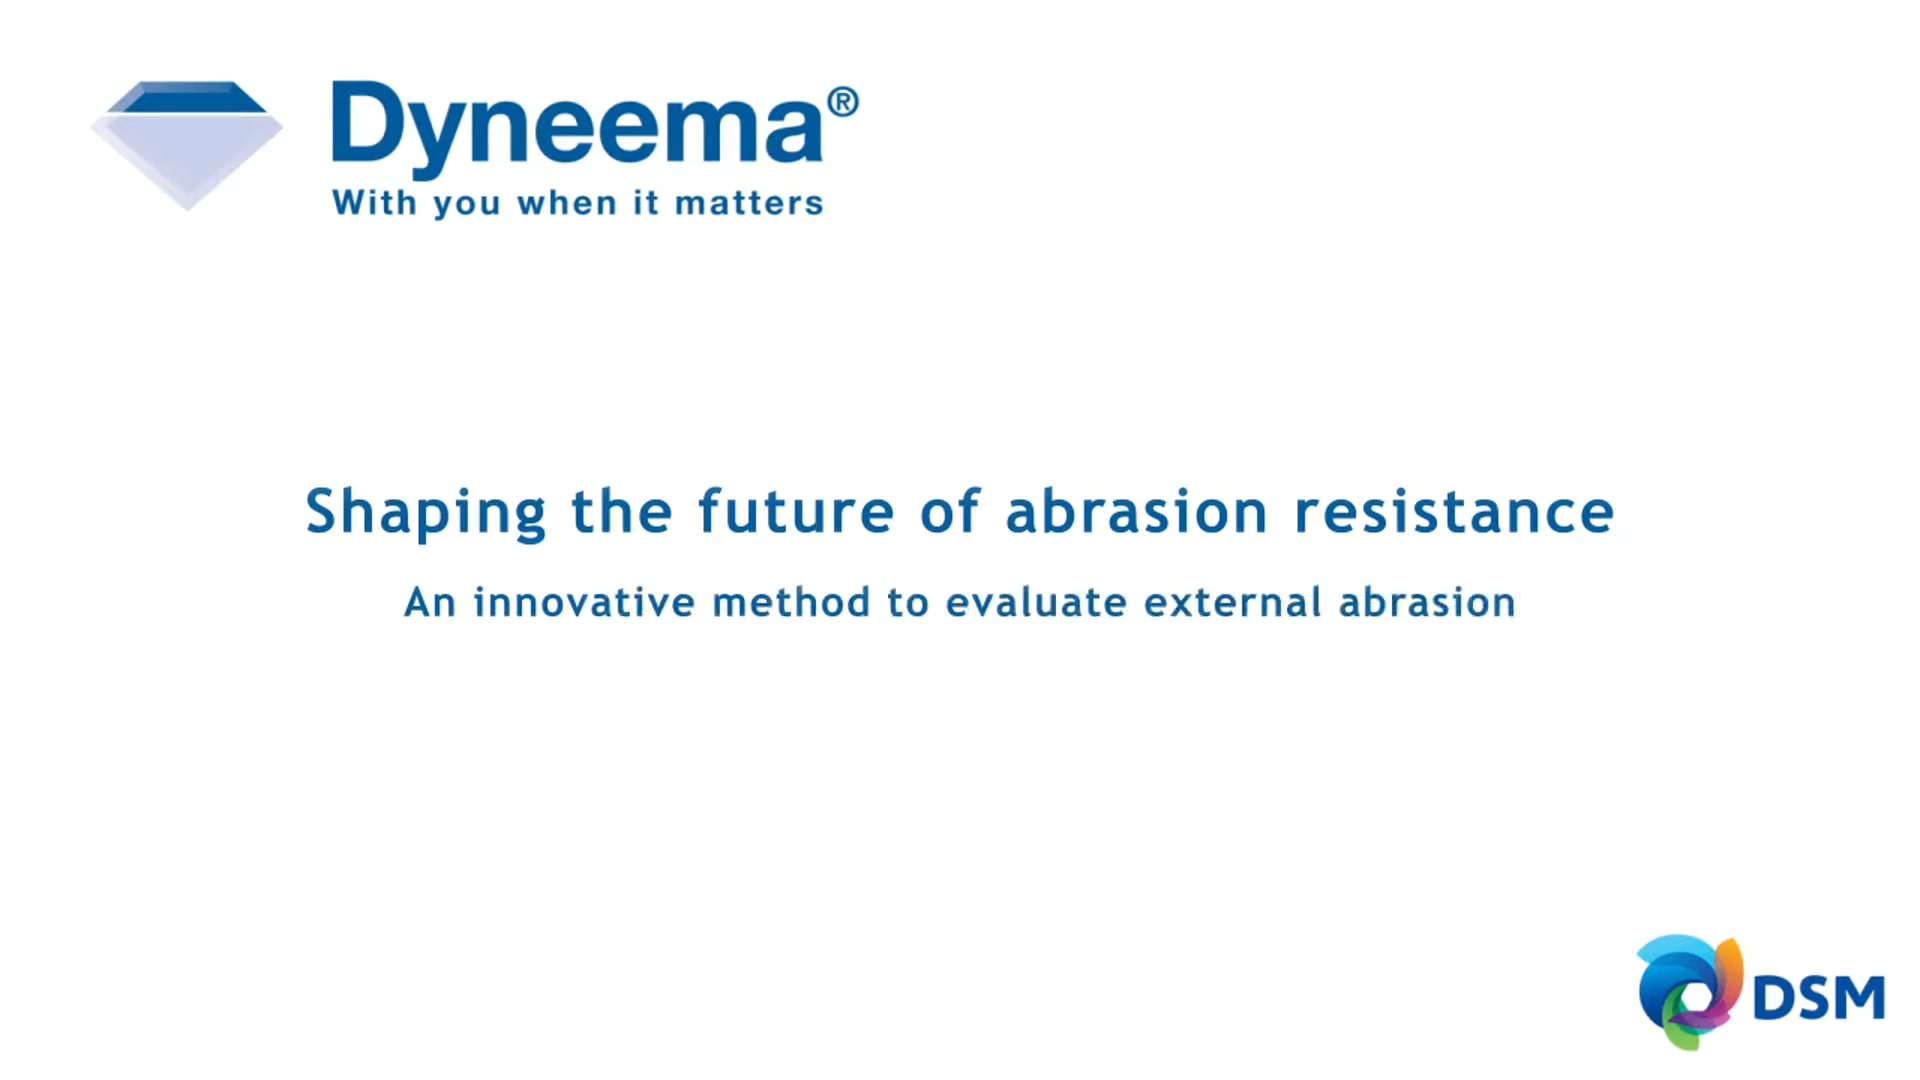 Dyneema®
With you when it matters
Shaping the future of abrasion resistance
An innovative method to evaluate external abrasion
DSM